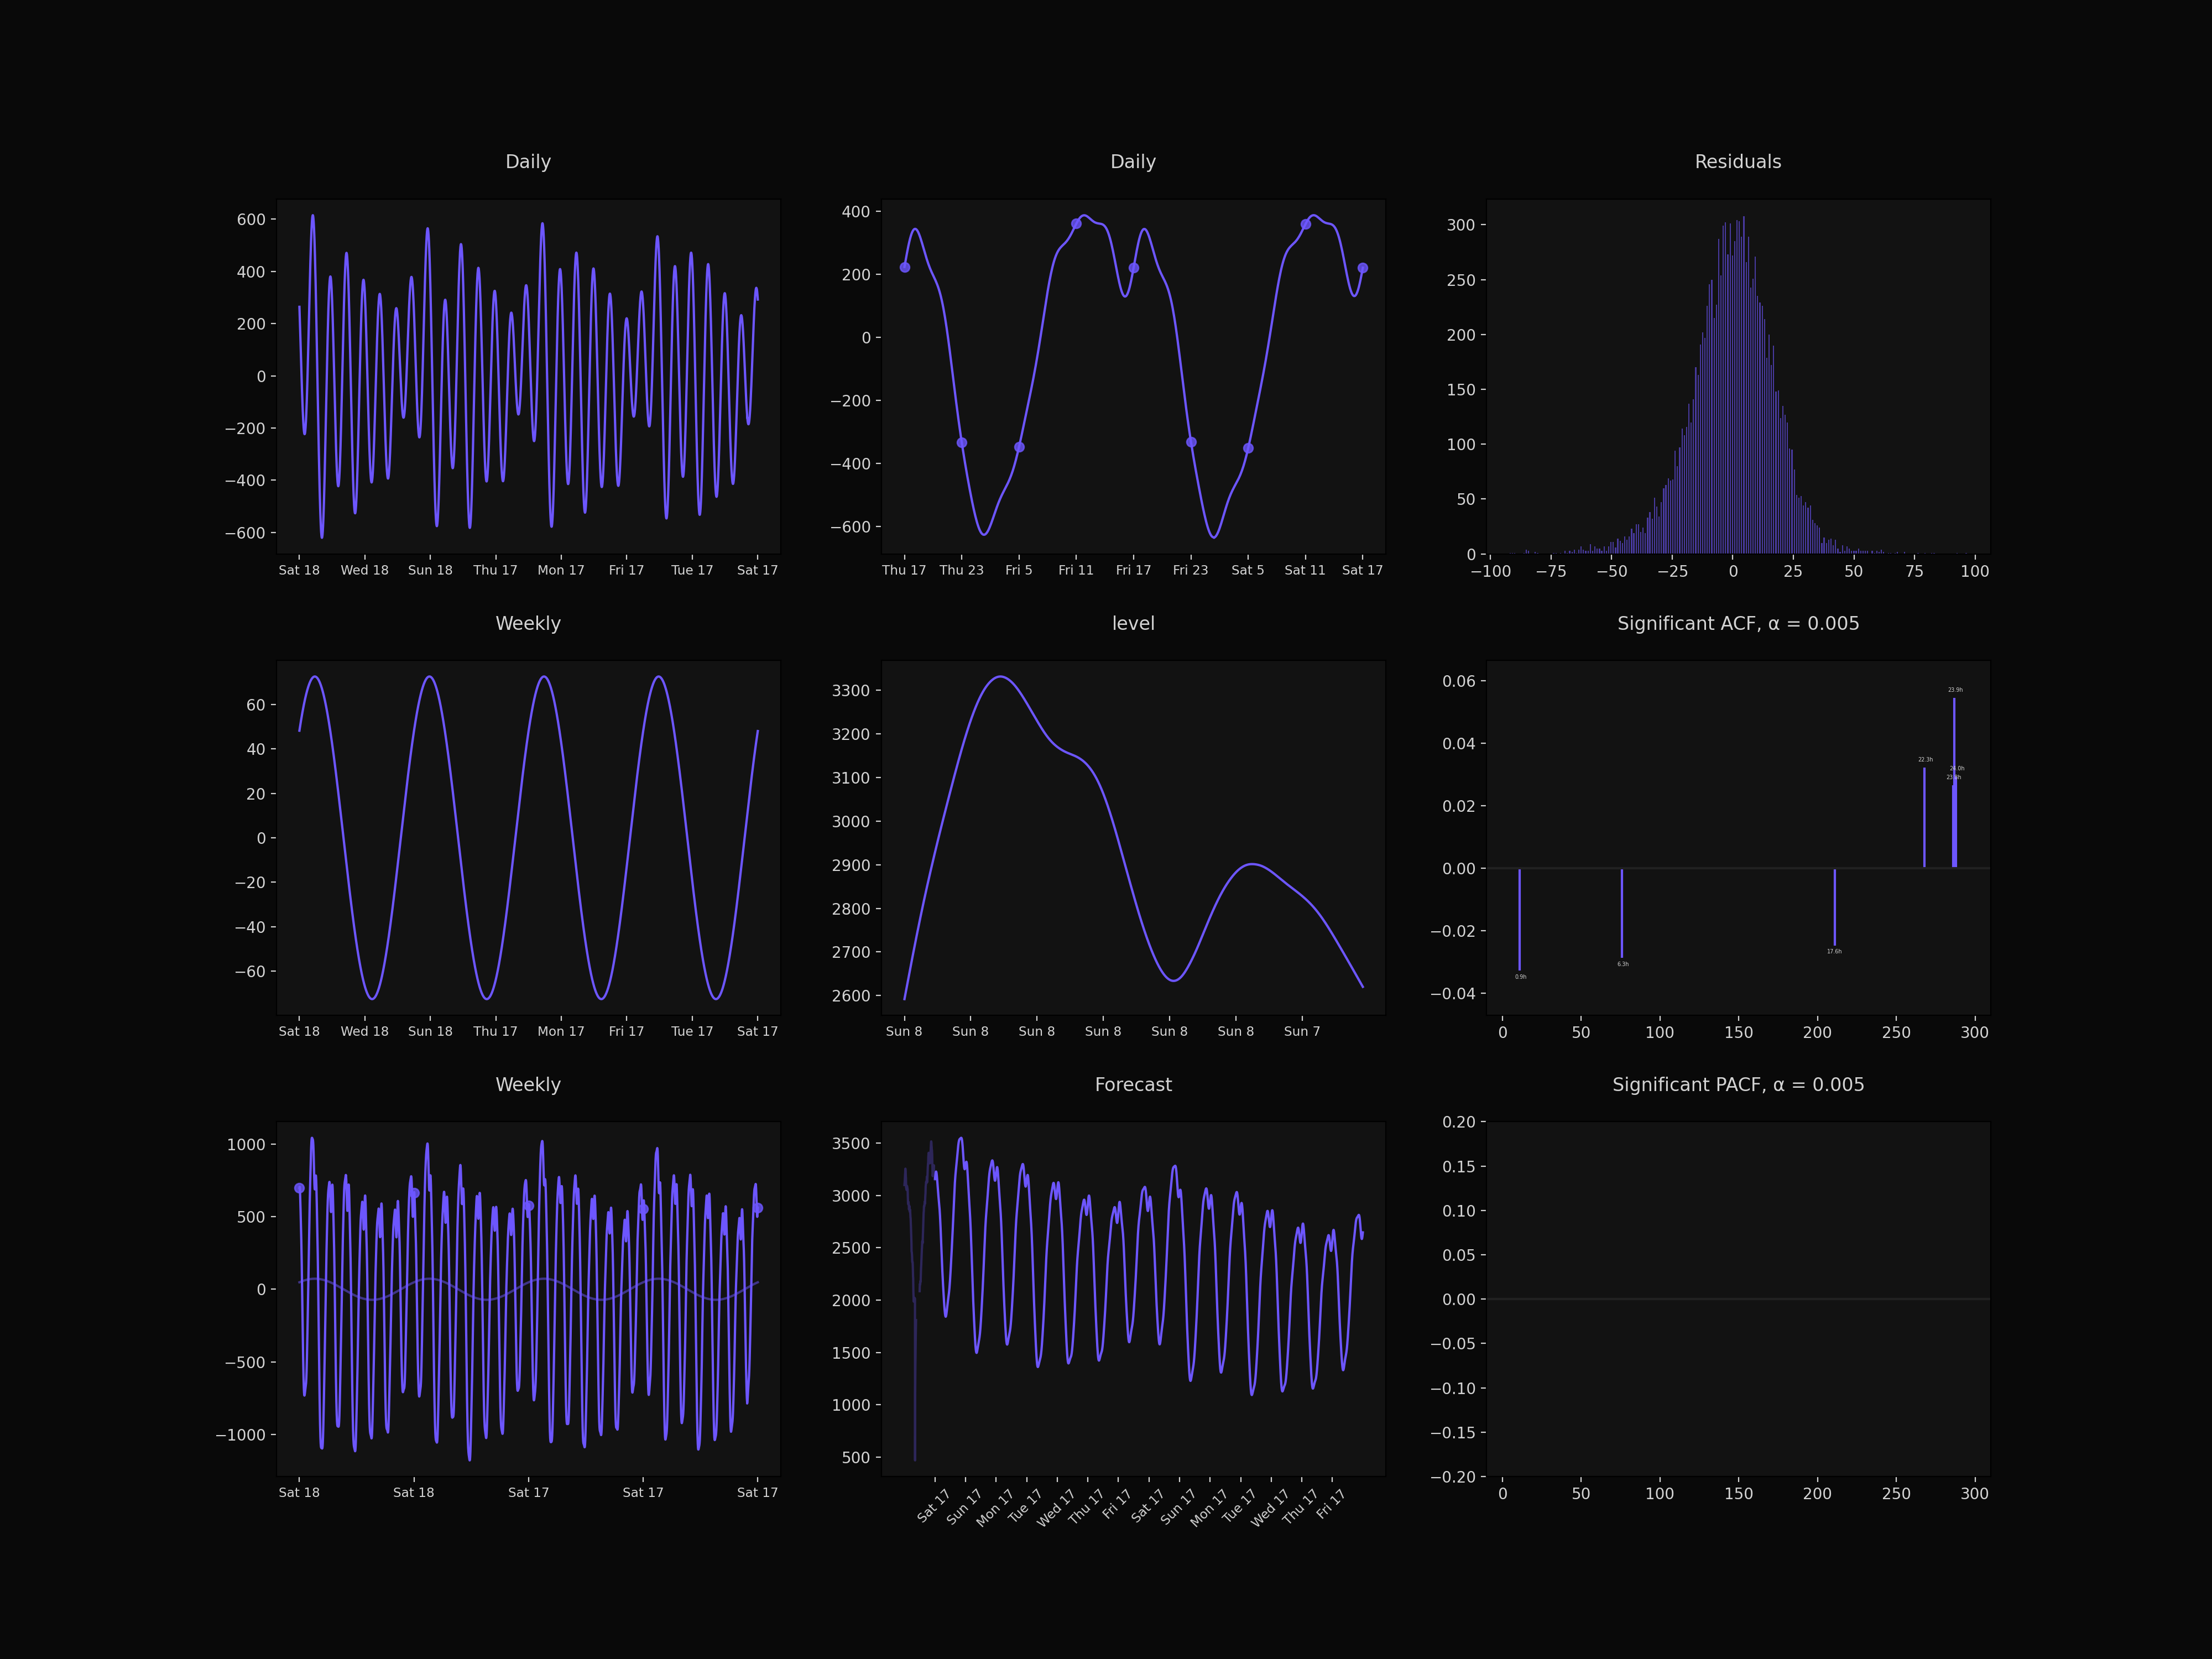 Daily
600
400
200
0
−200
−400
−600
Sat 18 Wed 18 Sun 18 Thu 17 Mon 17 Fri 17 Tue 17 Sat 17
Daily
400
200
0
−200
−400
−600
Thu 17 Thu 23 Fri 5 Fri 11 Fri 17 Fri 23 Sat 5 Sat 11 Sat 17
Residuals
300
250
200
150
100
50
0
−100 −75 −50 −25 0 25 50 75 100
Weekly
60
40
20
0
−20
−40
−60
Sat 18 Wed 18 Sun 18 Thu 17 Mon 17 Fri 17 Tue 17 Sat 17
level
3300
3200
3100
3000
2900
2800
2700
2600
Sun 8 Sun 8 Sun 8 Sun 8 Sun 8 Sun 8 Sun 7
Significant ACF, α = 0.005
0.06
0.04
0.02
0.00
−0.02
−0.04
23.9h
22.3h
24.0h
17.6h
6.3h
0.9h
0 50 100 150 200 250 300
Weekly
1000
500
0
−500
−1000
Sat 18 Sat 18 Sat 17 Sat 17 Sat 17
Forecast
3500
3000
2500
2000
1500
1000
500
Sat 17 Sun 17 Mon 17 Tue 17 Wed 17 Thu 17 Fri 17 Sat 17 Sun 17 Mon 17 Tue 17 Wed 17 Thu 17 Fri 17
Significant PACF, α = 0.005
0.20
0.15
0.10
0.05
0.00
−0.05
−0.10
−0.15
−0.20
0 50 100 150 200 250 300